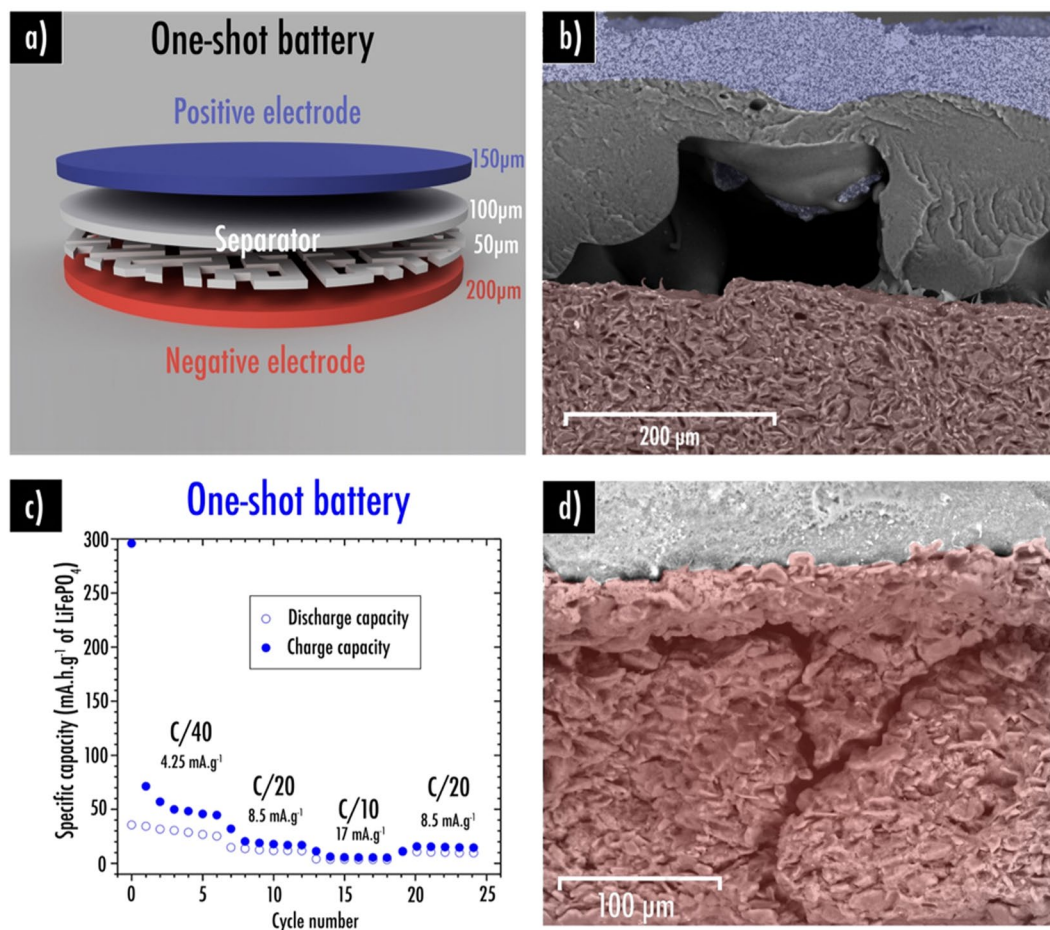 a)
One-shot battery
Positive electrode
150μm
100μm
Separator
50μm
200μm
Negative electrode
b)
200 μm
c)
One-shot battery
Specific capacity (mA.h.g⁻¹ of LiFePO₄)
300
250
200
150
100
50
0
Discharge capacity
Charge capacity
C/40
4.25 mA.g⁻¹
C/20
8.5 mA.g⁻¹
C/10
17 mA.g⁻¹
C/20
8.5 mA.g⁻¹
0 5 10 15 20 25
Cycle number
d)
100 μm